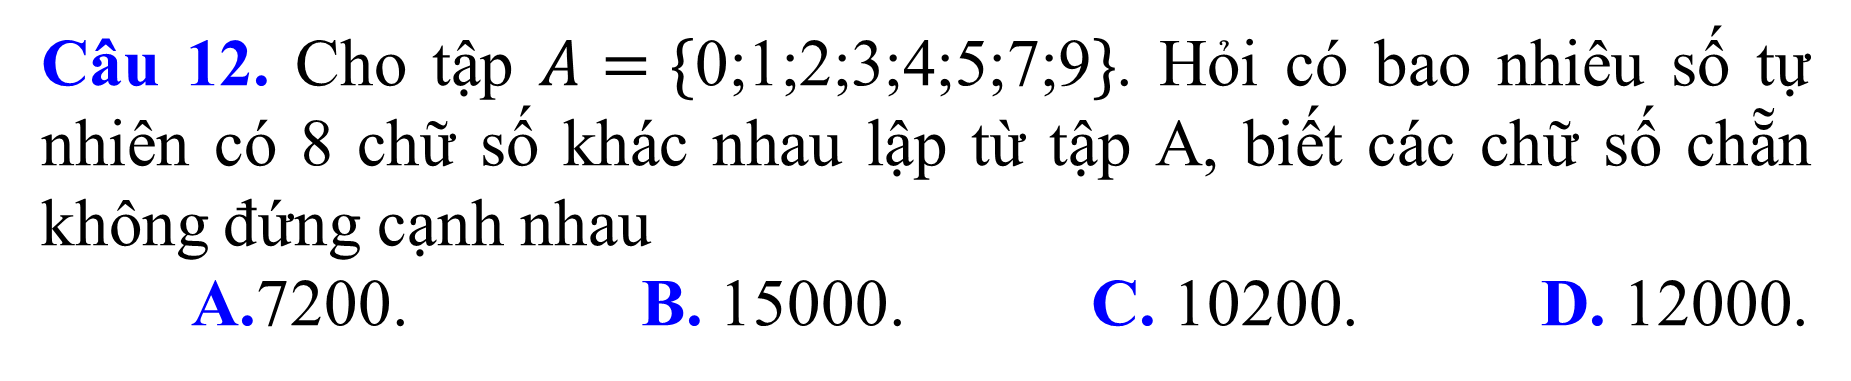 Câu 12. Cho tập A = {0;1;2;3;4;5;7;9}. Hỏi có bao nhiêu số tự
nhiên có 8 chữ số khác nhau lập từ tập A, biết các chữ số chẵn
không đứng cạnh nhau
A.7200. B. 15000. C. 10200. D. 12000.